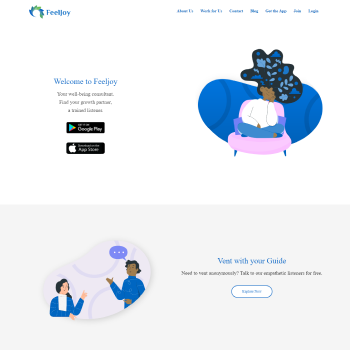 Feeljoy
About Us Work for Us Contact Blog Get the App Join Login
Welcome to Feeljoy
Your well-being consultant.
Find your growth partner,
a trained listener.
GET IT ON
Google Play
Download on the
App Store
Vent with your Guide
Need to vent anonymously? Talk to our empathetic listeners for free.
Explore Now